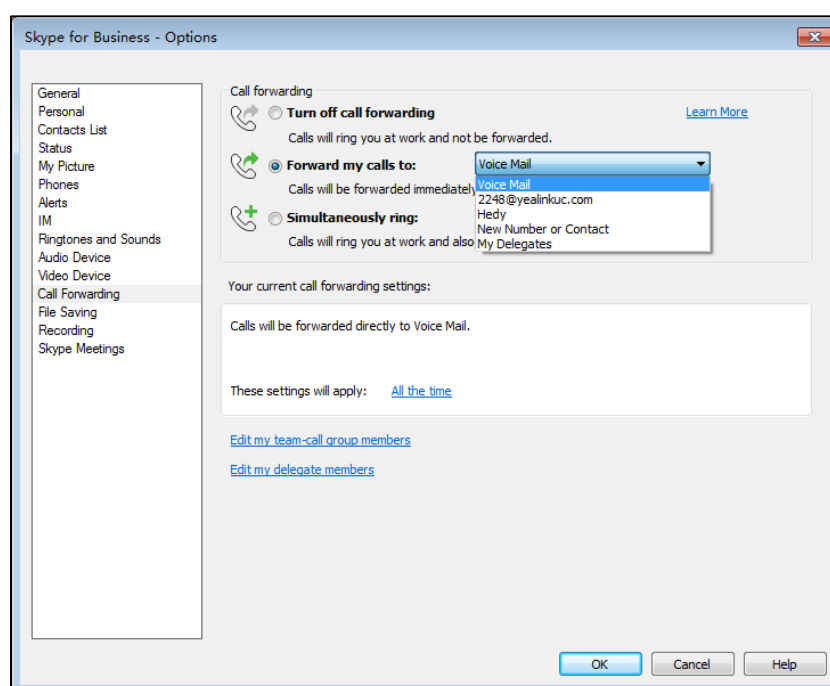 Skype for Business - Options
General
Personal
Contacts List
Status
My Picture
Phones
Alerts
IM
Ringtones and Sounds
Audio Device
Video Device
Call Forwarding
File Saving
Recording
Skype Meetings
Call forwarding
Turn off call forwarding
Learn More
Calls will ring you at work and not be forwarded.
Forward my calls to:
Voice Mail
Calls will be forwarded immediately
Voice Mail
2248@yealinkuc.com
Hedy
New Number or Contact
My Delegates
Simultaneously ring:
Calls will ring you at work and also
Your current call forwarding settings:
Calls will be forwarded directly to Voice Mail.
These settings will apply: All the time
Edit my team-call group members
Edit my delegate members
OK
Cancel
Help